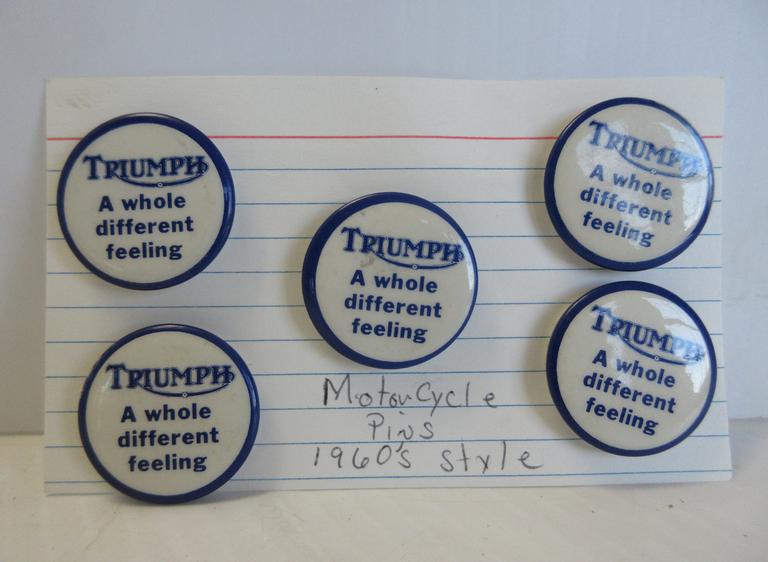 TRIUMPH
A whole
different
feeling
TRIUMPH
A whole
different
feeling
TRIUMPH
A whole
different
feeling
TRIUMPH
A whole
different
feeling
TRIUMPH
A whole
different
feeling
MotorCycle
Pins
1960's style